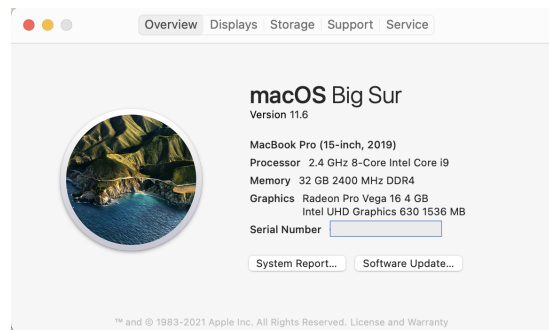 Overview Displays Storage Support Service
macOS Big Sur
Version 11.6
MacBook Pro (15-inch, 2019)
Processor 2.4 GHz 8-Core Intel Core i9
Memory 32 GB 2400 MHz DDR4
Graphics Radeon Pro Vega 16 4 GB
Intel UHD Graphics 630 1536 MB
Serial Number
System Report... Software Update...
™ and © 1983-2021 Apple Inc. All Rights Reserved. License and Warranty